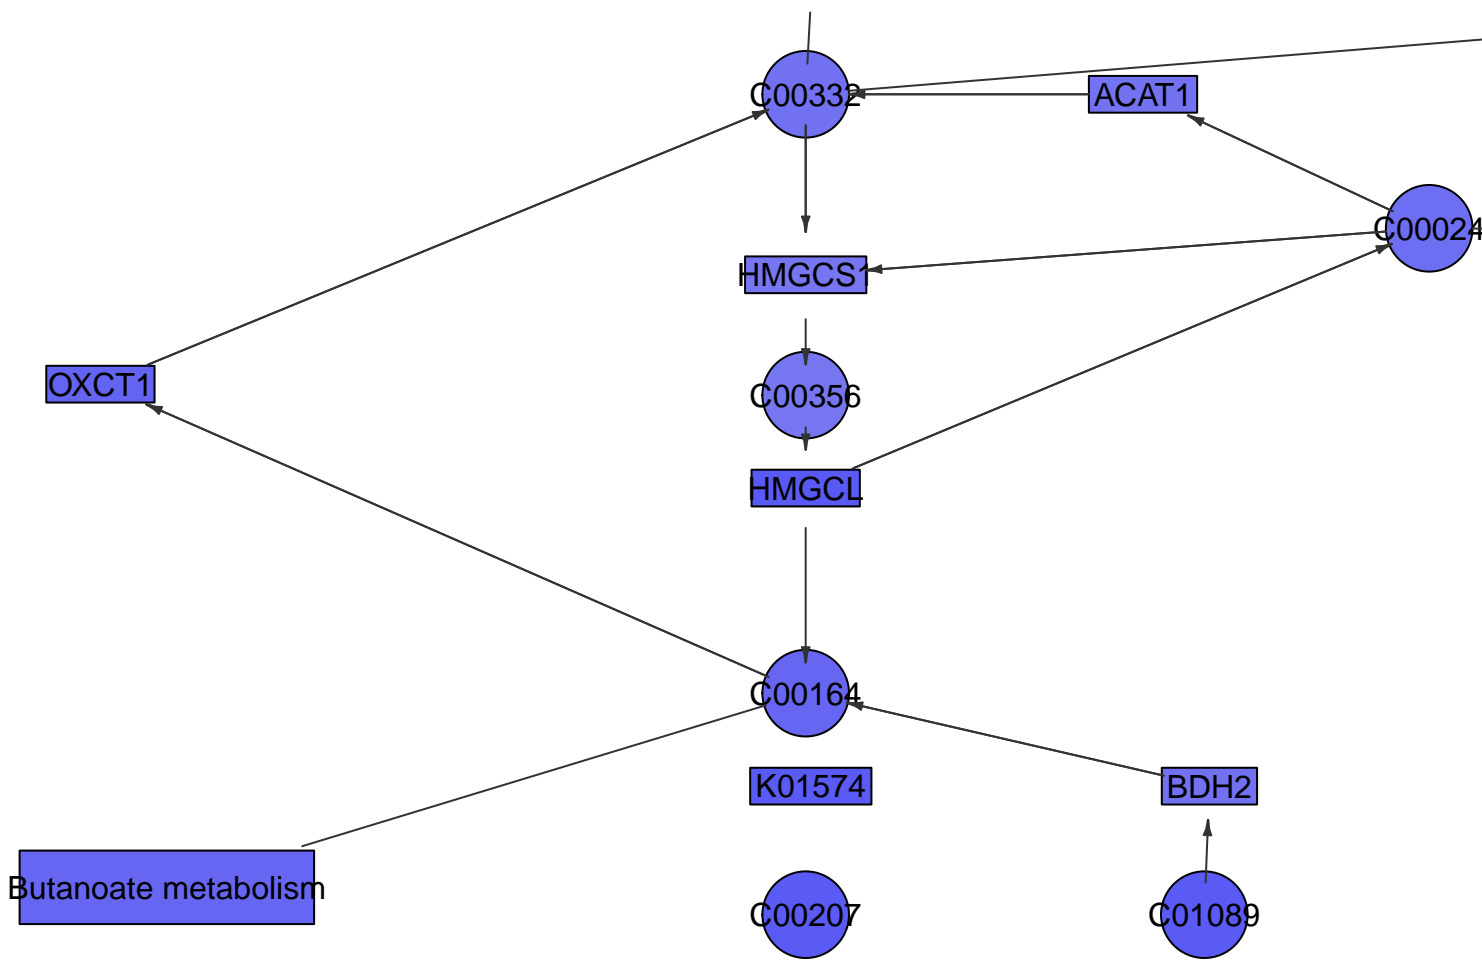 C00332
ACAT1
C00024
HMGCS1
OXCT1
C00356
HMGCL
C00164
K01574
BDH2
Butanoate metabolism
C00207
C01089